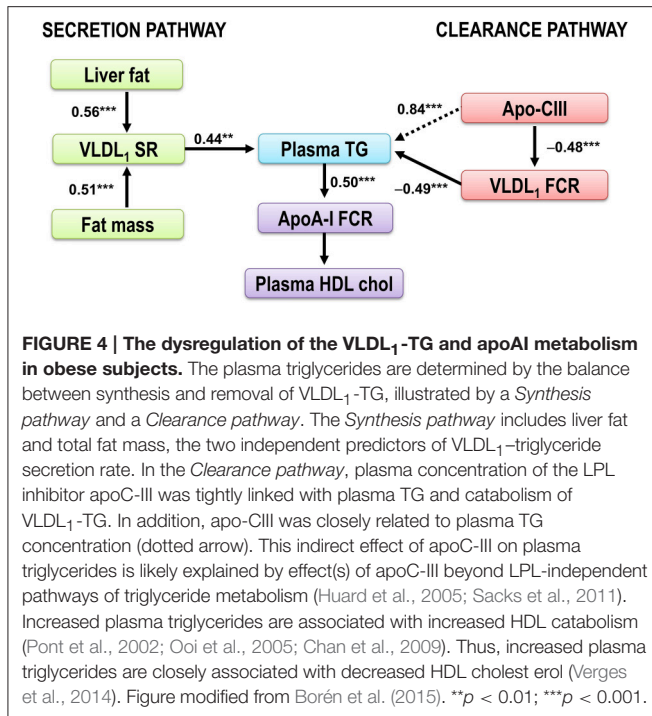 SECRETION PATHWAY
CLEARANCE PATHWAY
Liver fat
0.56***
0.84***
Apo-CIII
VLDL₁ SR
0.44**
Plasma TG
–0.48***
0.51***
0.50***
–0.49***
VLDL₁ FCR
Fat mass
ApoA-I FCR
Plasma HDL chol
FIGURE 4 | The dysregulation of the VLDL₁-TG and apoAI metabolism
in obese subjects. The plasma triglycerides are determined by the balance
between synthesis and removal of VLDL₁-TG, illustrated by a Synthesis
pathway and a Clearance pathway. The Synthesis pathway includes liver fat
and total fat mass, the two independent predictors of VLDL₁–triglyceride
secretion rate. In the Clearance pathway, plasma concentration of the LPL
inhibitor apoC-III was tightly linked with plasma TG and catabolism of
VLDL₁-TG. In addition, apo-CIII was closely related to plasma TG
concentration (dotted arrow). This indirect effect of apoC-III on plasma
triglycerides is likely explained by effect(s) of apoC-III beyond LPL-independent
pathways of triglyceride metabolism (Huard et al., 2005; Sacks et al., 2011).
Increased plasma triglycerides are associated with increased HDL catabolism
(Pont et al., 2002; Ooi et al., 2005; Chan et al., 2009). Thus, increased plasma
triglycerides are closely associated with decreased HDL cholest erol (Verges
et al., 2014). Figure modified from Borén et al. (2015). **p < 0.01; ***p < 0.001.